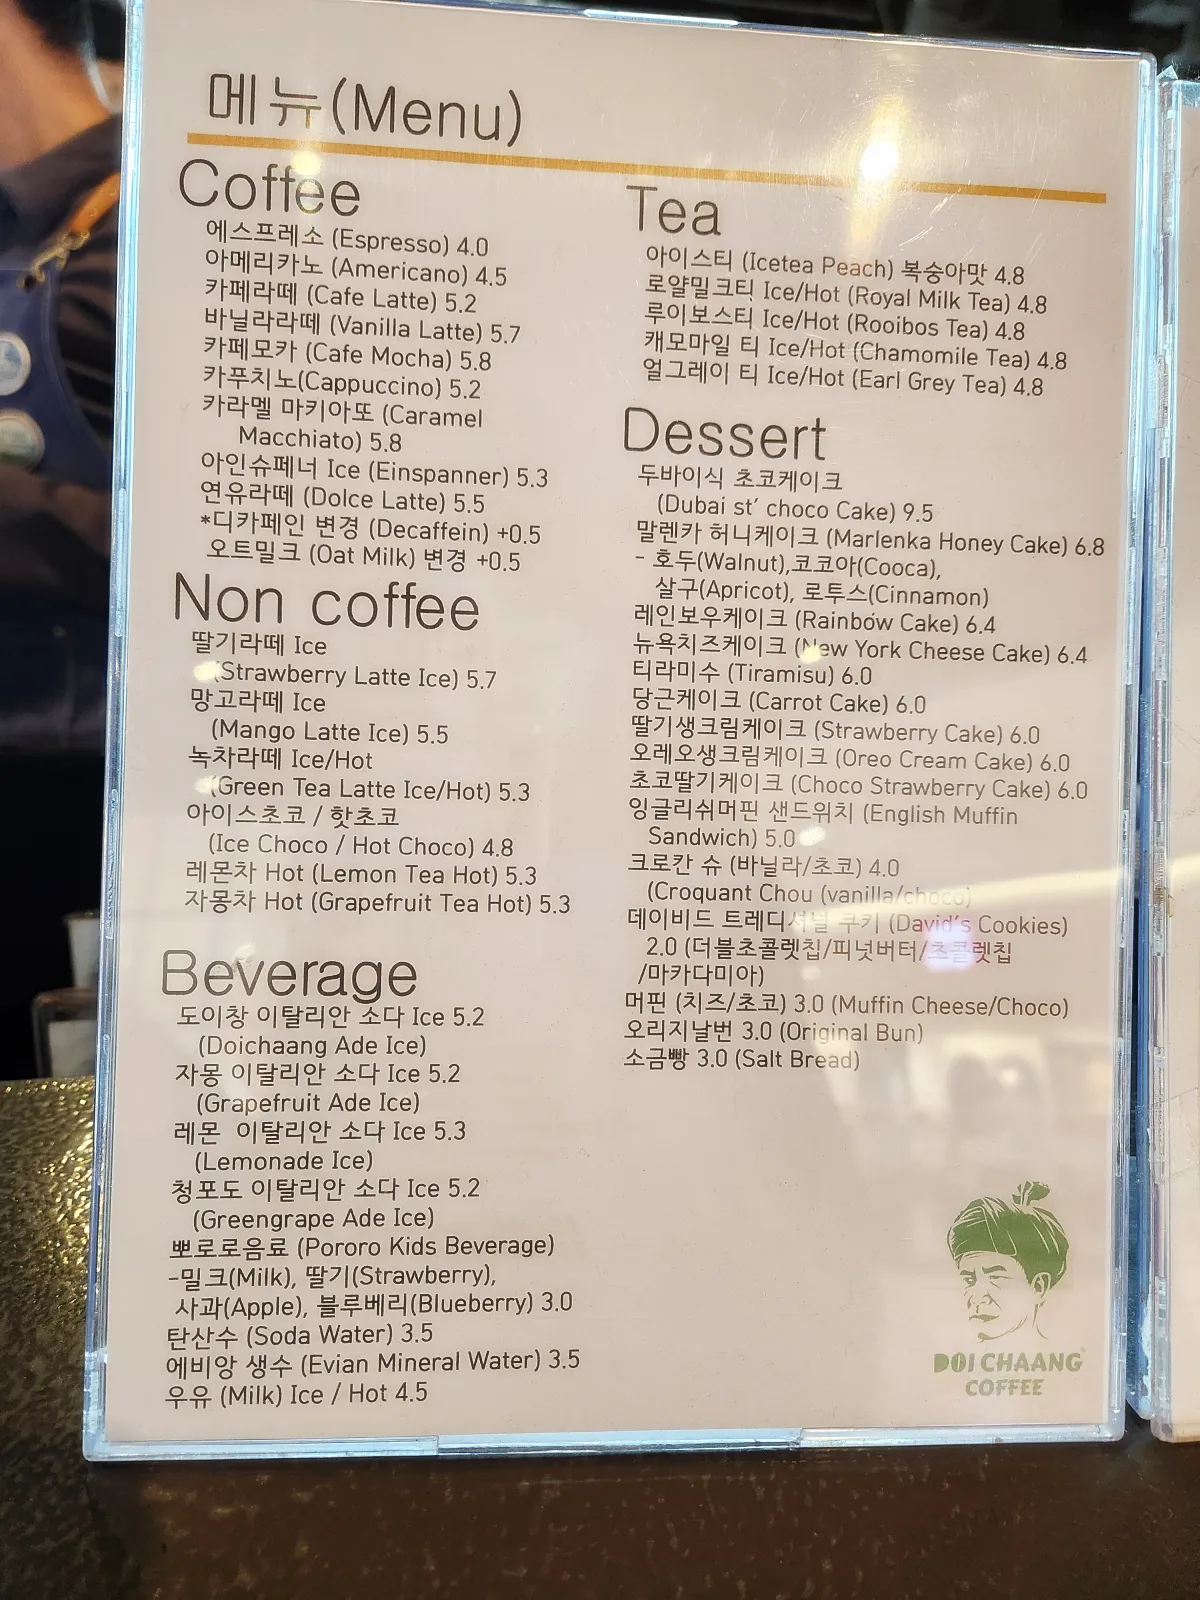 메뉴(Menu)
Coffee
에스프레소 (Espresso) 4.0
아메리카노 (Americano) 4.5
카페라떼 (Cafe Latte) 5.2
바닐라라떼 (Vanilla Latte) 5.7
카페모카 (Cafe Mocha) 5.8
카푸치노(Cappuccino) 5.2
카라멜 마키아또 (Caramel
Macchiato) 5.8
아인슈페너 Ice (Einspanner) 5.3
연유라떼 (Dolce Latte) 5.5
*디카페인 변경 (Decaffein) +0.5
오트밀크 (Oat Milk) 변경 +0.5
Non coffee
딸기라떼 Ice
(Strawberry Latte Ice) 5.7
망고라떼 Ice
(Mango Latte Ice) 5.5
녹차라떼 Ice/Hot
(Green Tea Latte Ice/Hot) 5.3
아이스초코 / 핫초코
(Ice Choco / Hot Choco) 4.8
레몬차 Hot (Lemon Tea Hot) 5.3
자몽차 Hot (Grapefruit Tea Hot) 5.3
Beverage
도이창 이탈리안 소다 Ice 5.2
(Doichaang Ade Ice)
자몽 이탈리안 소다 Ice 5.2
(Grapefruit Ade Ice)
레몬 이탈리안 소다 Ice 5.3
(Lemonade Ice)
청포도 이탈리안 소다 Ice 5.2
(Greengrape Ade Ice)
뽀로로음료 (Pororo Kids Beverage)
-밀크(Milk), 딸기(Strawberry),
사과(Apple), 블루베리(Blueberry) 3.0
탄산수 (Soda Water) 3.5
에비앙 생수 (Evian Mineral Water) 3.5
우유 (Milk) Ice / Hot 4.5
Tea
아이스티 (Icetea Peach) 복숭아맛 4.8
로얄밀크티 Ice/Hot (Royal Milk Tea) 4.8
루이보스티 Ice/Hot (Rooibos Tea) 4.8
캐모마일 티 Ice/Hot (Chamomile Tea) 4.8
얼그레이 티 Ice/Hot (Earl Grey Tea) 4.8
Dessert
두바이식 초코케이크
(Dubai st' choco Cake) 9.5
말렌카 허니케이크 (Marlenka Honey Cake) 6.8
- 호두(Walnut),코코아(Cooca),
살구(Apricot), 로투스(Cinnamon)
레인보우케이크 (Rainbow Cake) 6.4
뉴욕치즈케이크 (New York Cheese Cake) 6.4
티라미수 (Tiramisu) 6.0
당근케이크 (Carrot Cake) 6.0
딸기생크림케이크 (Strawberry Cake) 6.0
오레오생크림케이크 (Oreo Cream Cake) 6.0
초코딸기케이크 (Choco Strawberry Cake) 6.0
잉글리쉬머핀 샌드위치 (English Muffin
Sandwich) 5.0
크로칸 슈 (바닐라/초코) 4.0
(Croquant Chou (vanilla/choco)
데이비드 트레디셔널 쿠키 (David's Cookies)
2.0 (더블초콜렛칩/피넛버터/초콜렛칩
/마카다미아)
머핀 (치즈/초코) 3.0 (Muffin Cheese/Choco)
오리지날번 3.0 (Original Bun)
소금빵 3.0 (Salt Bread)
DOI CHAANG
COFFEE